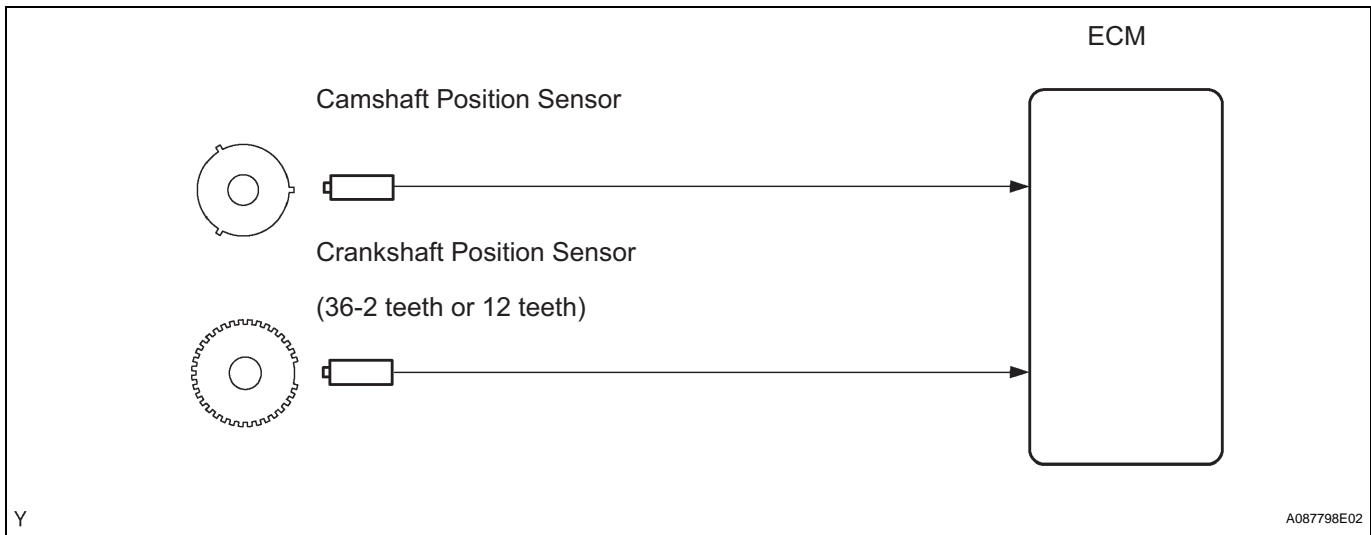 ECM
Camshaft Position Sensor
Crankshaft Position Sensor
(36-2 teeth or 12 teeth)
Y
A087798E02